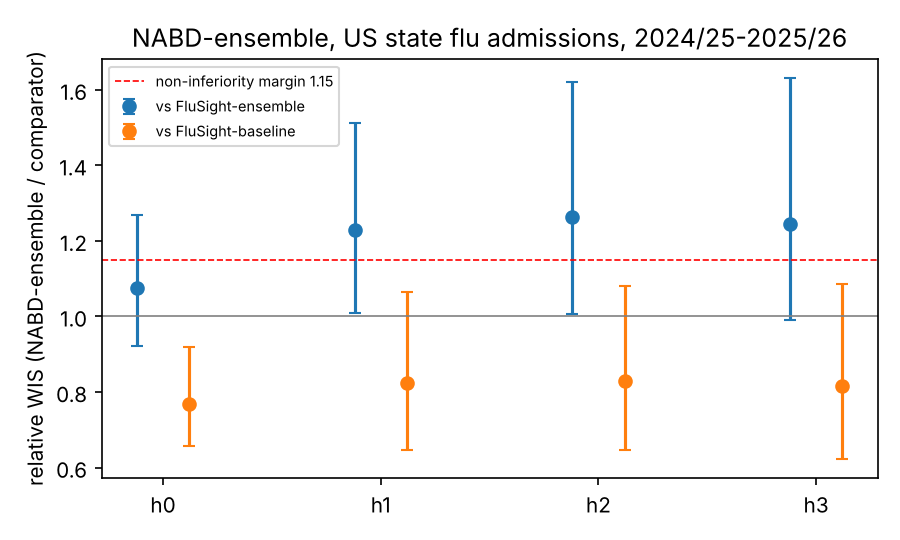 NABD-ensemble, US state flu admissions, 2024/25-2025/26
relative WIS (NABD-ensemble / comparator)
1.6
1.4
1.2
1.0
0.8
0.6
non-inferiority margin 1.15
vs FluSight-ensemble
vs FluSight-baseline
h0
h1
h2
h3